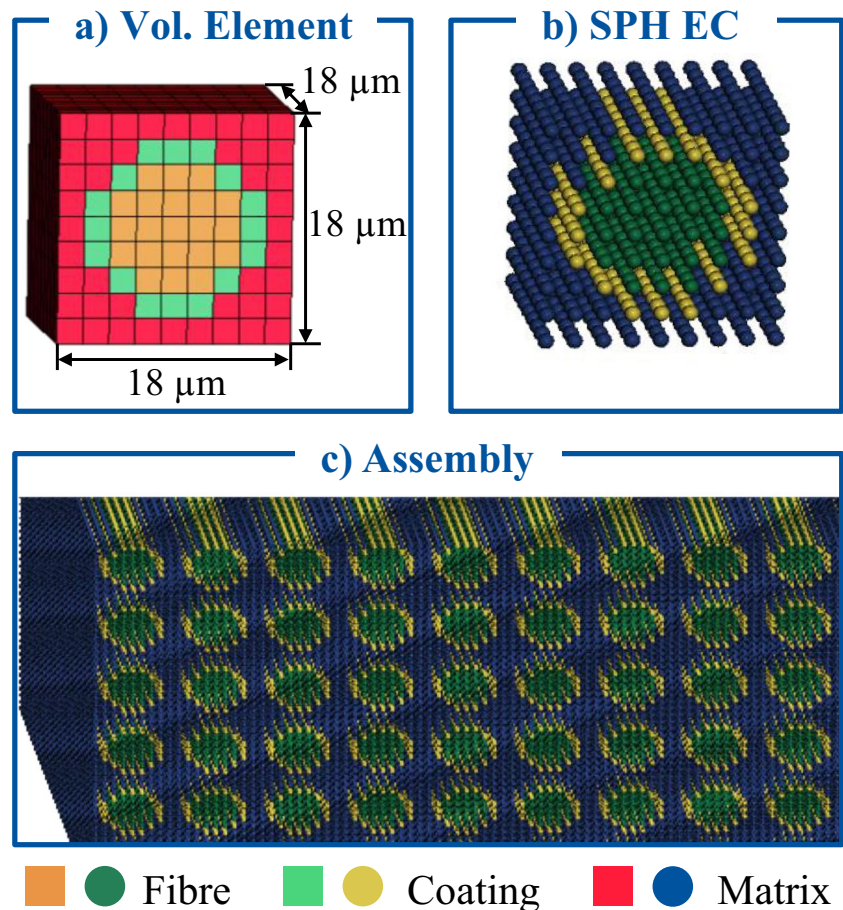 a) Vol. Element
b) SPH EC
18 µm
18 µm
18 µm
c) Assembly
Fibre
Coating
Matrix